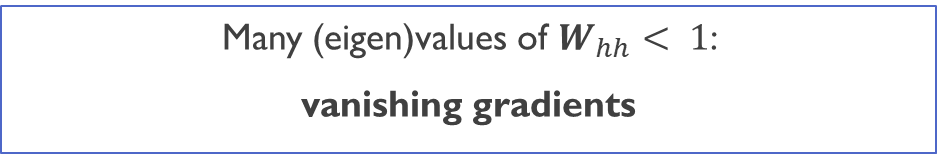 Many (eigen)values of W_hh < 1:
vanishing gradients